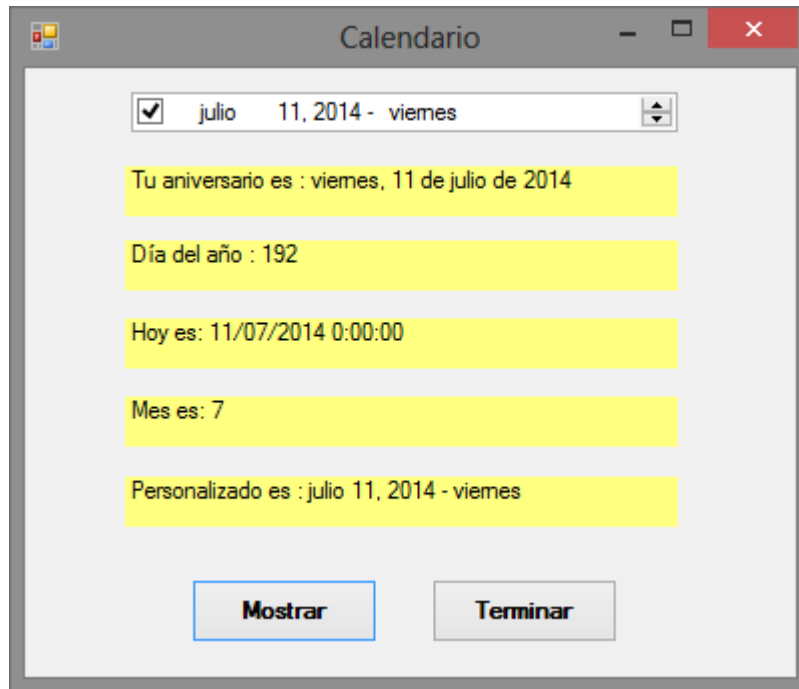 Calendario
julio 11, 2014 - viernes
Tu aniversario es : viernes, 11 de julio de 2014
Día del año : 192
Hoy es: 11/07/2014 0:00:00
Mes es: 7
Personalizado es : julio 11, 2014 - viernes
Mostrar
Terminar